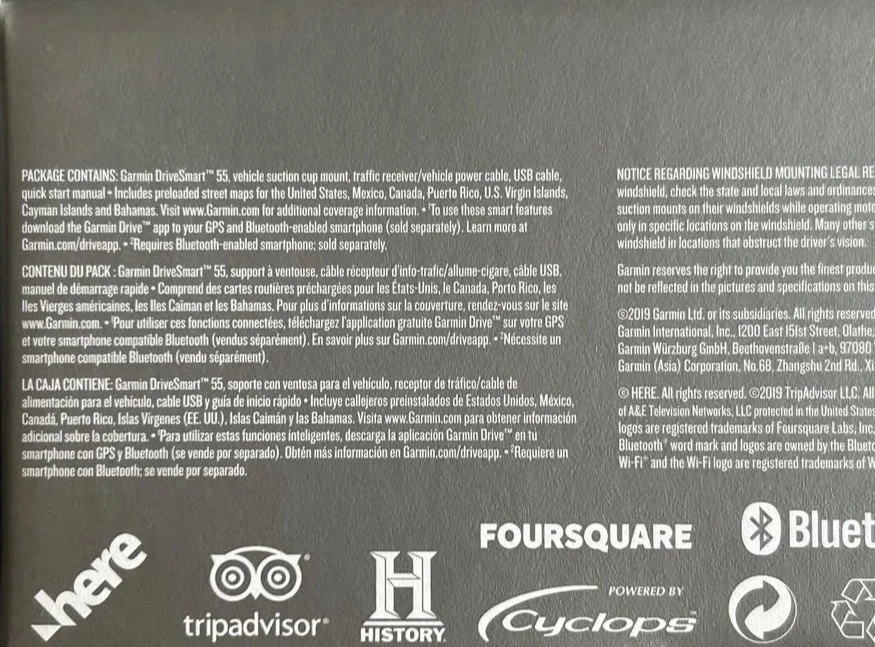 PACKAGE CONTAINS: Garmin DriveSmart™ 55, vehicle suction cup mount, traffic receiver/vehicle power cable, USB cable,
quick start manual • Includes preloaded street maps for the United States, Mexico, Canada, Puerto Rico, U.S. Virgin Islands,
Cayman Islands and Bahamas. Visit www.Garmin.com for additional coverage information. • ¹To use these smart features
download the Garmin Drive™ app to your GPS and Bluetooth-enabled smartphone (sold separately). Learn more at
Garmin.com/driveapp. • ²Requires Bluetooth-enabled smartphone; sold separately.
CONTENU DU PACK : Garmin DriveSmart™ 55, support à ventouse, câble récepteur d'info-trafic/allume-cigare, câble USB,
manuel de démarrage rapide • Comprend des cartes routières préchargées pour les États-Unis, le Canada, Porto Rico, les
Iles Vierges américaines, les Iles Caïman et les Bahamas. Pour plus d'informations sur la couverture, rendez-vous sur le site
www.Garmin.com. • ¹Pour utiliser ces fonctions connectées, téléchargez l'application gratuite Garmin Drive™ sur votre GPS
et votre smartphone compatible Bluetooth (vendus séparément). En savoir plus sur Garmin.com/driveapp. • ²Nécessite un
smartphone compatible Bluetooth (vendu séparément).
LA CAJA CONTIENE: Garmin DriveSmart™ 55, soporte con ventosa para el vehículo, receptor de tráfico/cable de
alimentación para el vehículo, cable USB y guía de inicio rápido • Incluye callejeros preinstalados de Estados Unidos, México,
Canadá, Puerto Rico, Islas Vírgenes (EE. UU.), Islas Caimán y las Bahamas. Visita www.Garmin.com para obtener información
adicional sobre la cobertura. • ¹Para utilizar estas funciones inteligentes, descarga la aplicación Garmin Drive™ en tu
smartphone con GPS y Bluetooth (se vende por separado). Obtén más información en Garmin.com/driveapp. • ²Requiere un
smartphone con Bluetooth; se vende por separado.
NOTICE REGARDING WINDSHIELD MOUNTING LEGAL RE
windshield, check the state and local laws and ordinances
suction mounts on their windshields while operating moto
only in specific locations on the windshield. Many other s
windshield in locations that obstruct the driver's vision.
Garmin reserves the right to provide you the finest produc
not be reflected in the pictures and specifications on this
©2019 Garmin Ltd. or its subsidiaries. All rights reserved
Garmin International, Inc., 1200 East 151st Street, Olathe,
Garmin Würzburg GmbH, Beethovenstraße 1 a+b, 97080
Garmin (Asia) Corporation, No.68, Zhangshu 2nd Rd., Xi
© HERE. All rights reserved. ©2019 TripAdvisor LLC. All
of A&E Television Networks, LLC protected in the United States
logos are registered trademarks of Foursquare Labs, Inc.
Bluetooth® word mark and logos are owned by the Blueto
Wi-Fi® and the Wi-Fi logo are registered trademarks of W
here
tripadvisor®
H
HISTORY.
FOURSQUARE
POWERED BY
Cyclops™
Bluet